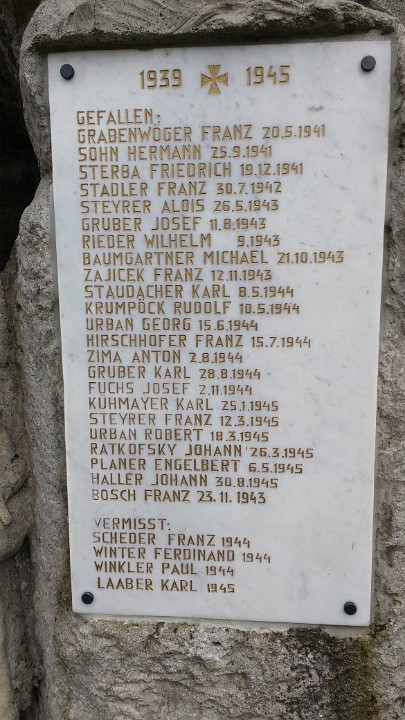 1939 1945
GEFALLEN:
GRABENWÖGER FRANZ 20.5.1941
SOHN HERMANN 25.9.1941
STERBA FRIEDRICH 19.12.1941
STADLER FRANZ 30.7.1942
STEYRER ALOIS 26.5.1943
GRUBER JOSEF 11.8.1943
RIEDER WILHELM 9.1943
BAUMGARTNER MICHAEL 21.10.1943
ZAJICEK FRANZ 12.11.1943
STAUDACHER KARL 8.5.1944
KRUMPÖCK RUDOLF 10.5.1944
URBAN GEORG 15.6.1944
HIRSCHHOFER FRANZ 15.7.1944
ZIMA ANTON 2.8.1944
GRUBER KARL 28.8.1944
FUCHS JOSEF 2.11.1944
KUHMAYER KARL 25.1.1945
STEYRER FRANZ 12.3.1945
URBAN ROBERT 18.3.1945
RATKOFSKY JOHANN 26.3.1945
PLANER ENGELBERT 6.5.1945
HALLER JOHANN 30.8.1945
BOSCH FRANZ 23.11.1943
VERMISST:
SCHEDER FRANZ 1944
WINTER FERDINAND 1944
WINKLER PAUL 1944
LAABER KARL 1945